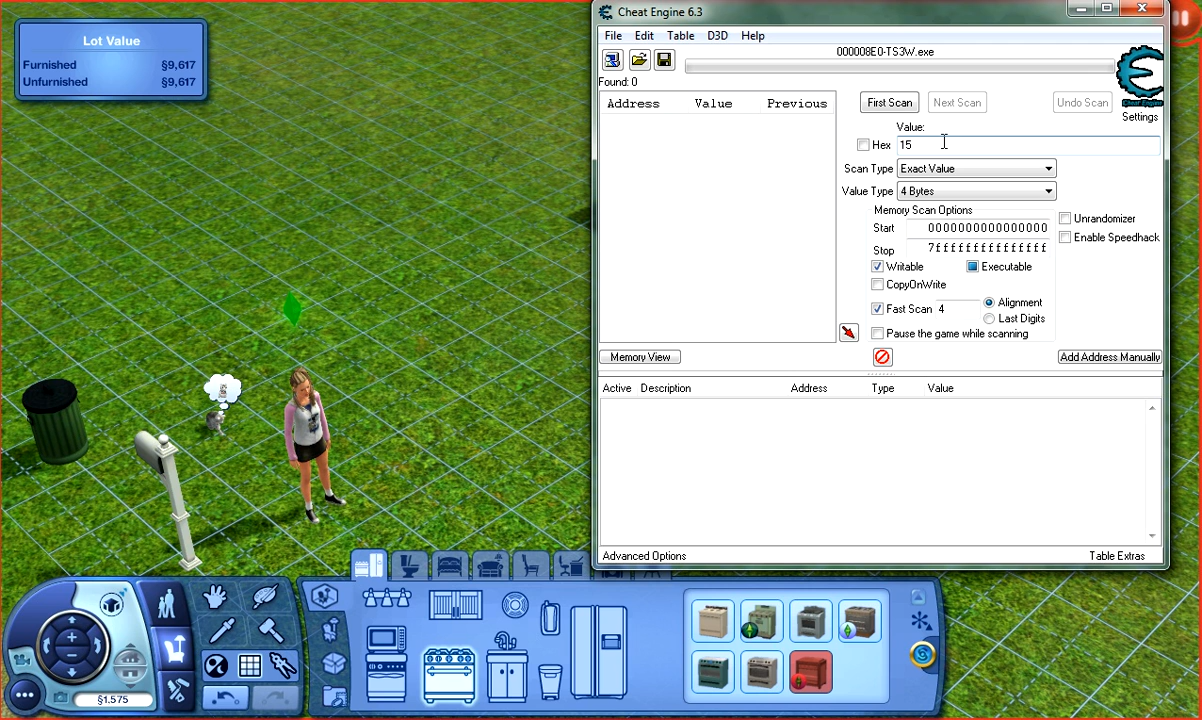 Lot Value
Furnished §9,617
Unfurnished §9,617
Cheat Engine 6.3
File Edit Table D3D Help
000008E0-TS3W.exe
Found: 0
Address Value Previous
First Scan Next Scan Undo Scan
Cheat Engine
Settings
Value:
Hex 15
Scan Type Exact Value
Value Type 4 Bytes
Memory Scan Options
Start 0000000000000000
Stop 7fffffffffffffff
Unrandomizer
Enable Speedhack
Writable Executable
CopyOnWrite
Fast Scan 4 Alignment
Last Digits
Pause the game while scanning
Memory View Add Address Manually
Active Description Address Type Value
Advanced Options Table Extras
§1.575